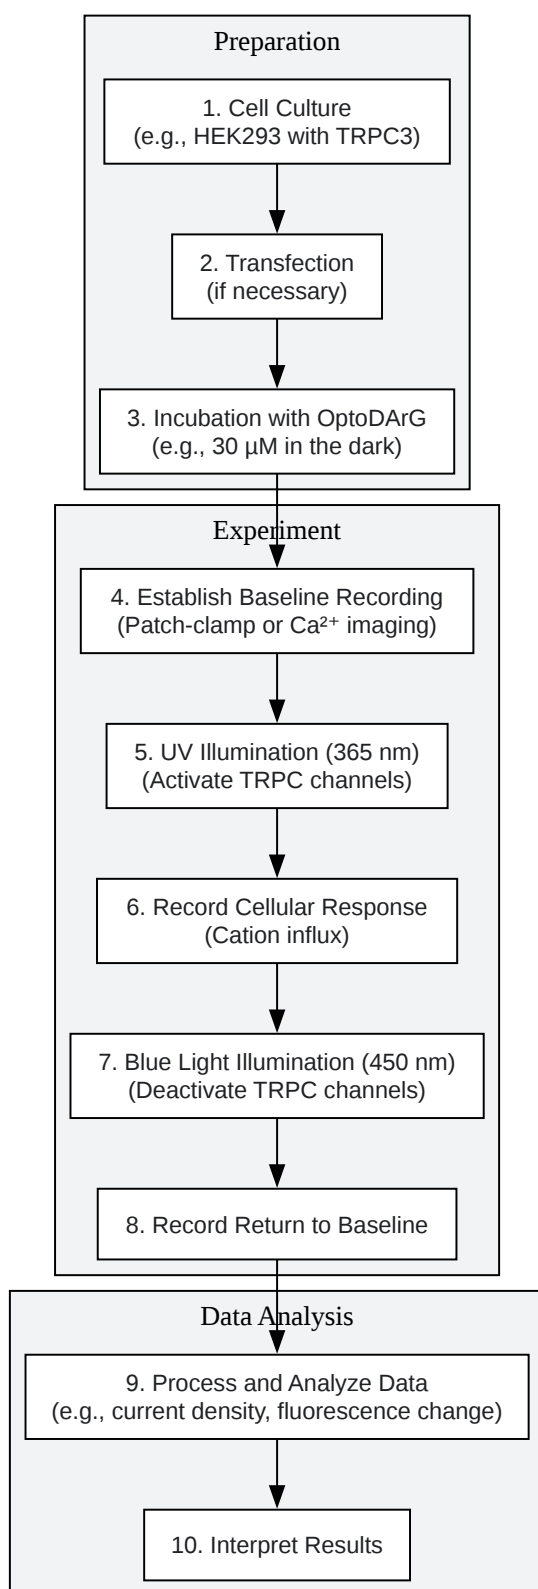 Preparation
1. Cell Culture
(e.g., HEK293 with TRPC3)
2. Transfection
(if necessary)
3. Incubation with OptoDArG
(e.g., 30 µM in the dark)
Experiment
4. Establish Baseline Recording
(Patch-clamp or Ca²⁺ imaging)
5. UV Illumination (365 nm)
(Activate TRPC channels)
6. Record Cellular Response
(Cation influx)
7. Blue Light Illumination (450 nm)
(Deactivate TRPC channels)
8. Record Return to Baseline
Data Analysis
9. Process and Analyze Data
(e.g., current density, fluorescence change)
10. Interpret Results